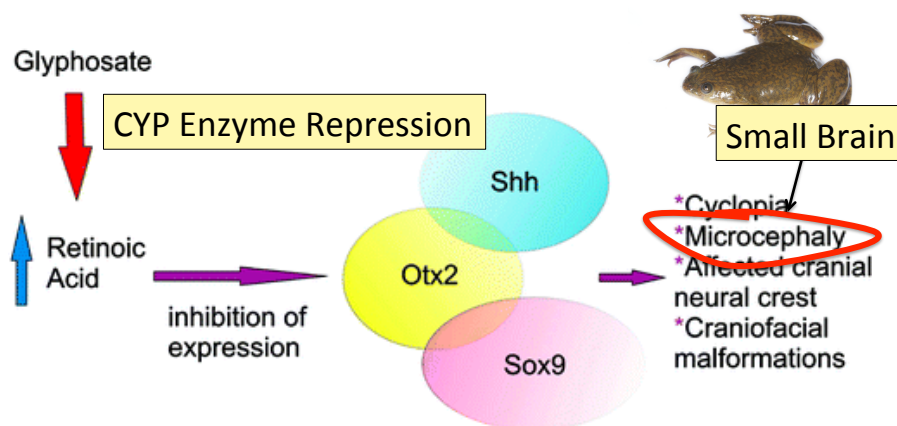 Glyphosate
CYP Enzyme Repression
Small Brain
Retinoic
Acid
inhibition of
expression
Shh
Otx2
Sox9
*Cyclopia
*Microcephaly
*Affected cranial
neural crest
*Craniofacial
malformations